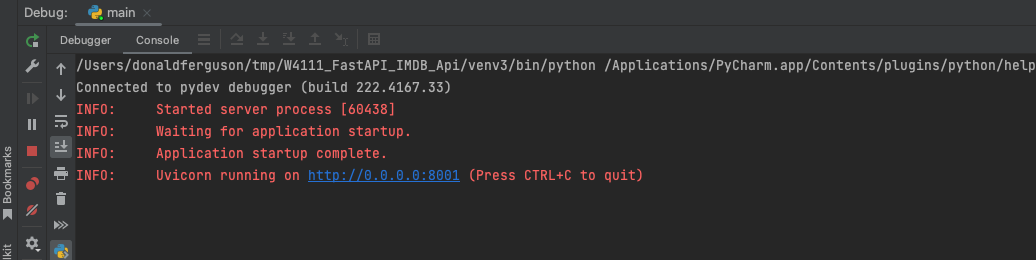 Debug: main
Debugger Console
/Users/donaldferguson/tmp/W4111_FastAPI_IMDB_Api/venv3/bin/python /Applications/PyCharm.app/Contents/plugins/python/help
Connected to pydev debugger (build 222.4167.33)
INFO: Started server process [60438]
INFO: Waiting for application startup.
INFO: Application startup complete.
INFO: Uvicorn running on http://0.0.0.0:8001 (Press CTRL+C to quit)
Bookmarks
lkit